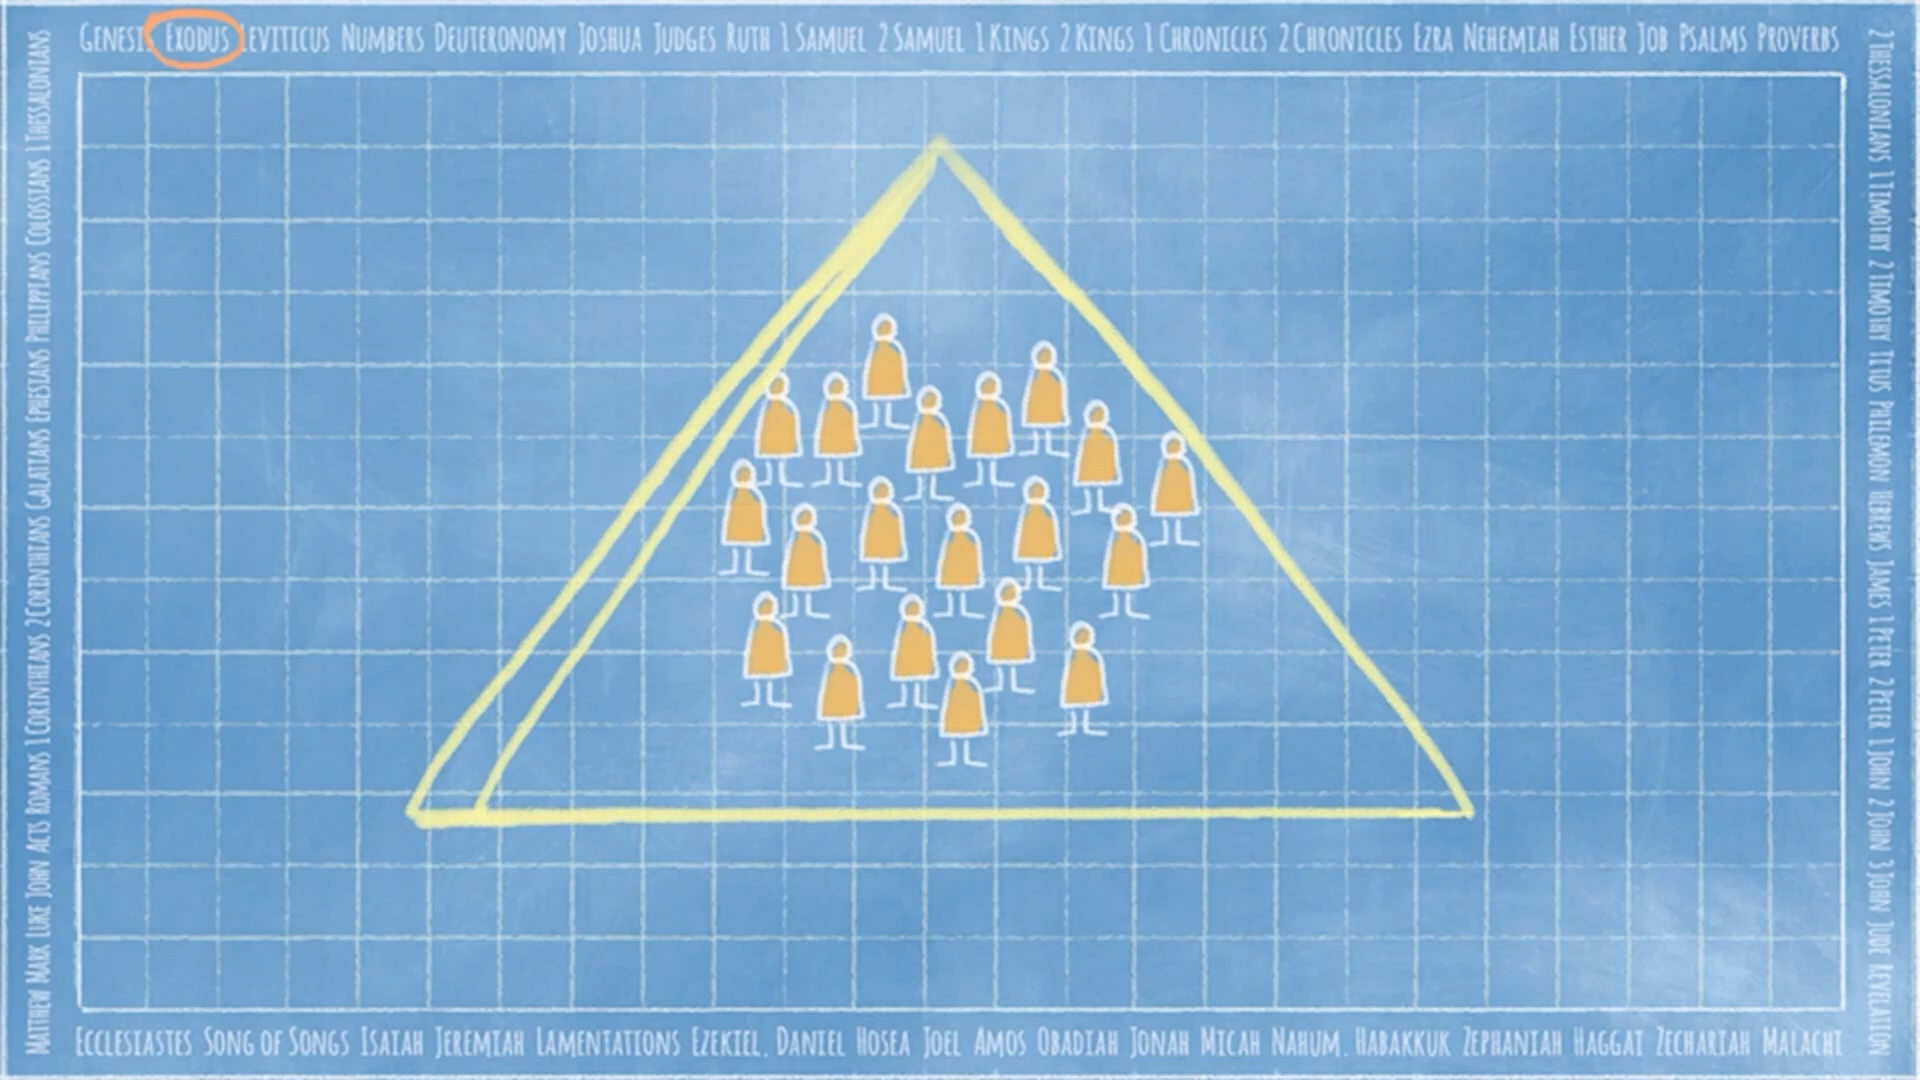 GENESIS EXODUS LEVITICUS NUMBERS DEUTERONOMY JOSHUA JUDGES RUTH 1 SAMUEL 2 SAMUEL 1 KINGS 2 KINGS 1 CHRONICLES 2 CHRONICLES EZRA NEHEMIAH ESTHER JOB PSALMS PROVERBS
ECCLESIASTES SONG OF SONGS ISAIAH JEREMIAH LAMENTATIONS EZEKIEL. DANIEL HOSEA JOEL AMOS OBADIAH JONAH MICAH NAHUM. HABAKKUK ZEPHANIAH HAGGAI ZECHARIAH MALACHI
MATTHEW MARK LUKE JOHN ACTS ROMANS 1 CORINTHIANS 2 CORINTHIANS GALATIANS EPHESIANS PHILIPPIANS COLOSSIANS 1 THESSALONIANS
2 THESSALONIANS 1 TIMOTHY 2 TIMOTHY TITUS PHILEMON HEBREWS JAMES 1 PETER 2 PETER 1 JOHN 2 JOHN 3 JOHN JUDE REVELATION